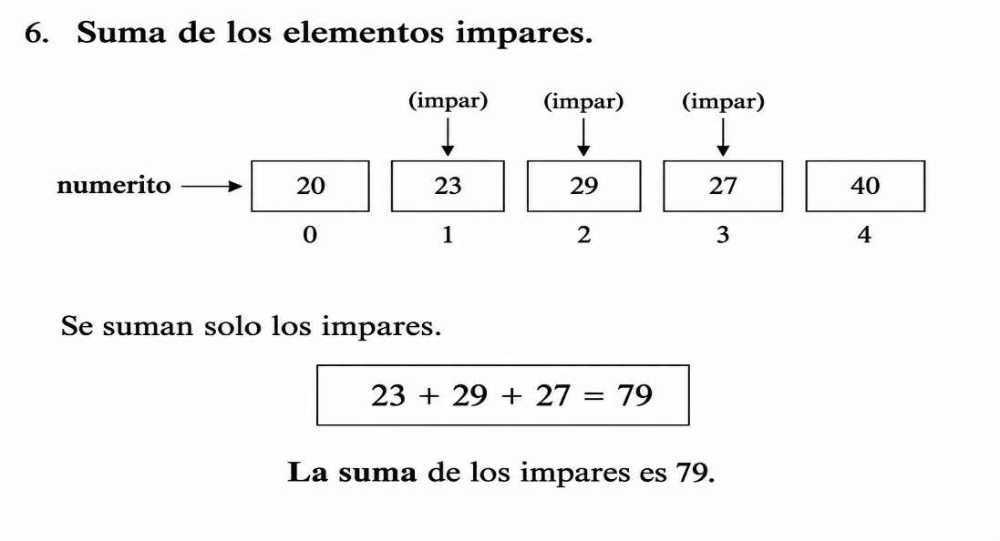 6. Suma de los elementos impares.
(impar) (impar) (impar)
numerito 20 23 29 27 40
0 1 2 3 4
Se suman solo los impares.
23 + 29 + 27 = 79
La suma de los impares es 79.